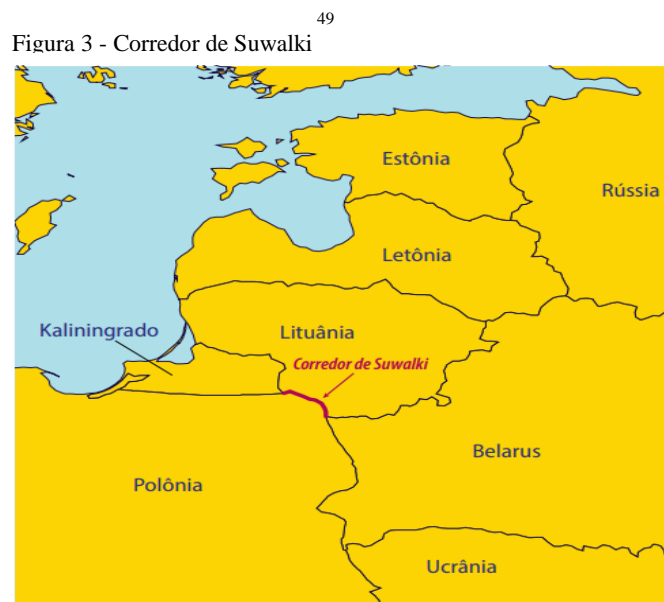 49
Figura 3 - Corredor de Suwalki
Estônia
Rússia
Letônia
Kaliningrado
Lituânia
Corredor de Suwalki
Belarus
Polônia
Ucrânia